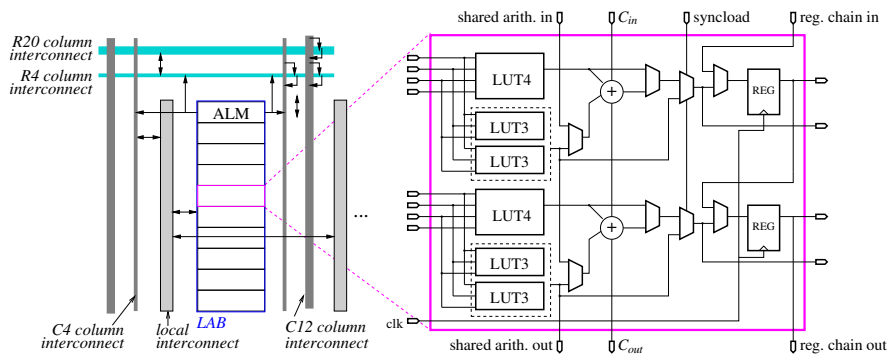 shared arith. in
C_in
syncload
reg. chain in
R20 column
interconnect
R4 column
interconnect
ALM
LUT4
REG
LUT3
LUT3
LUT4
REG
LUT3
LUT3
...
clk
C4 column
interconnect
local
interconnect
LAB
C12 column
interconnect
shared arith. out
C_out
reg. chain out